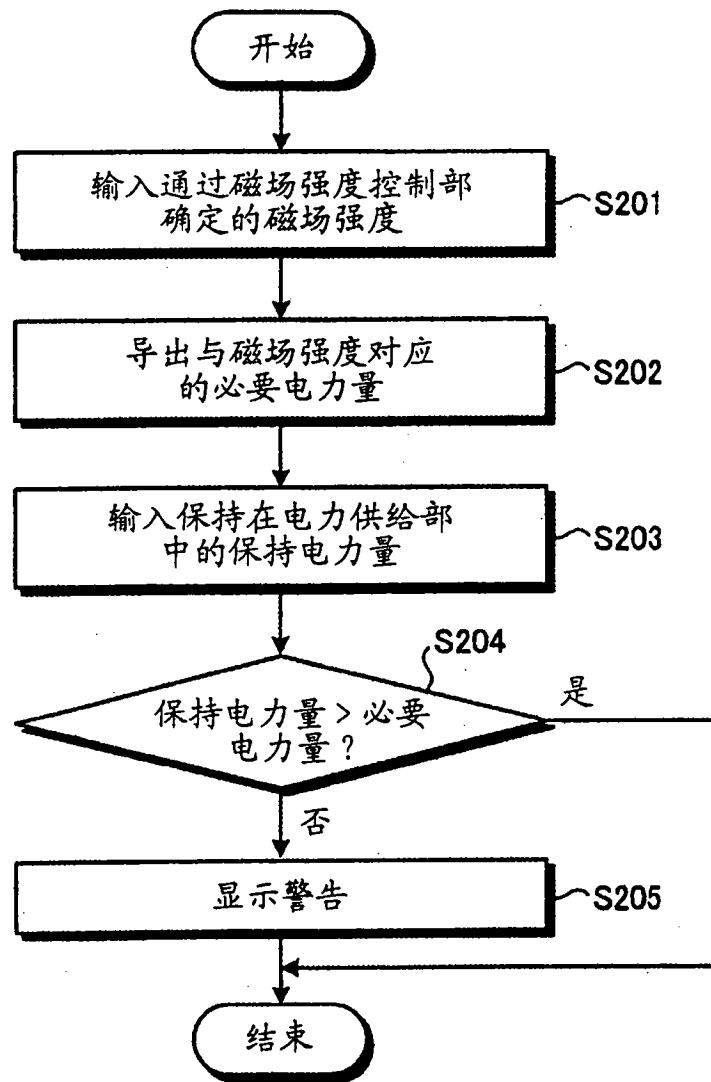 开始
输入通过磁场强度控制部
确定的磁场强度
S201
导出与磁场强度对应
的必要电力量
S202
输入保持在电力供给部
中的保持电力量
S203
S204
保持电力量>必要
电力量?
是
否
显示警告
S205
结束